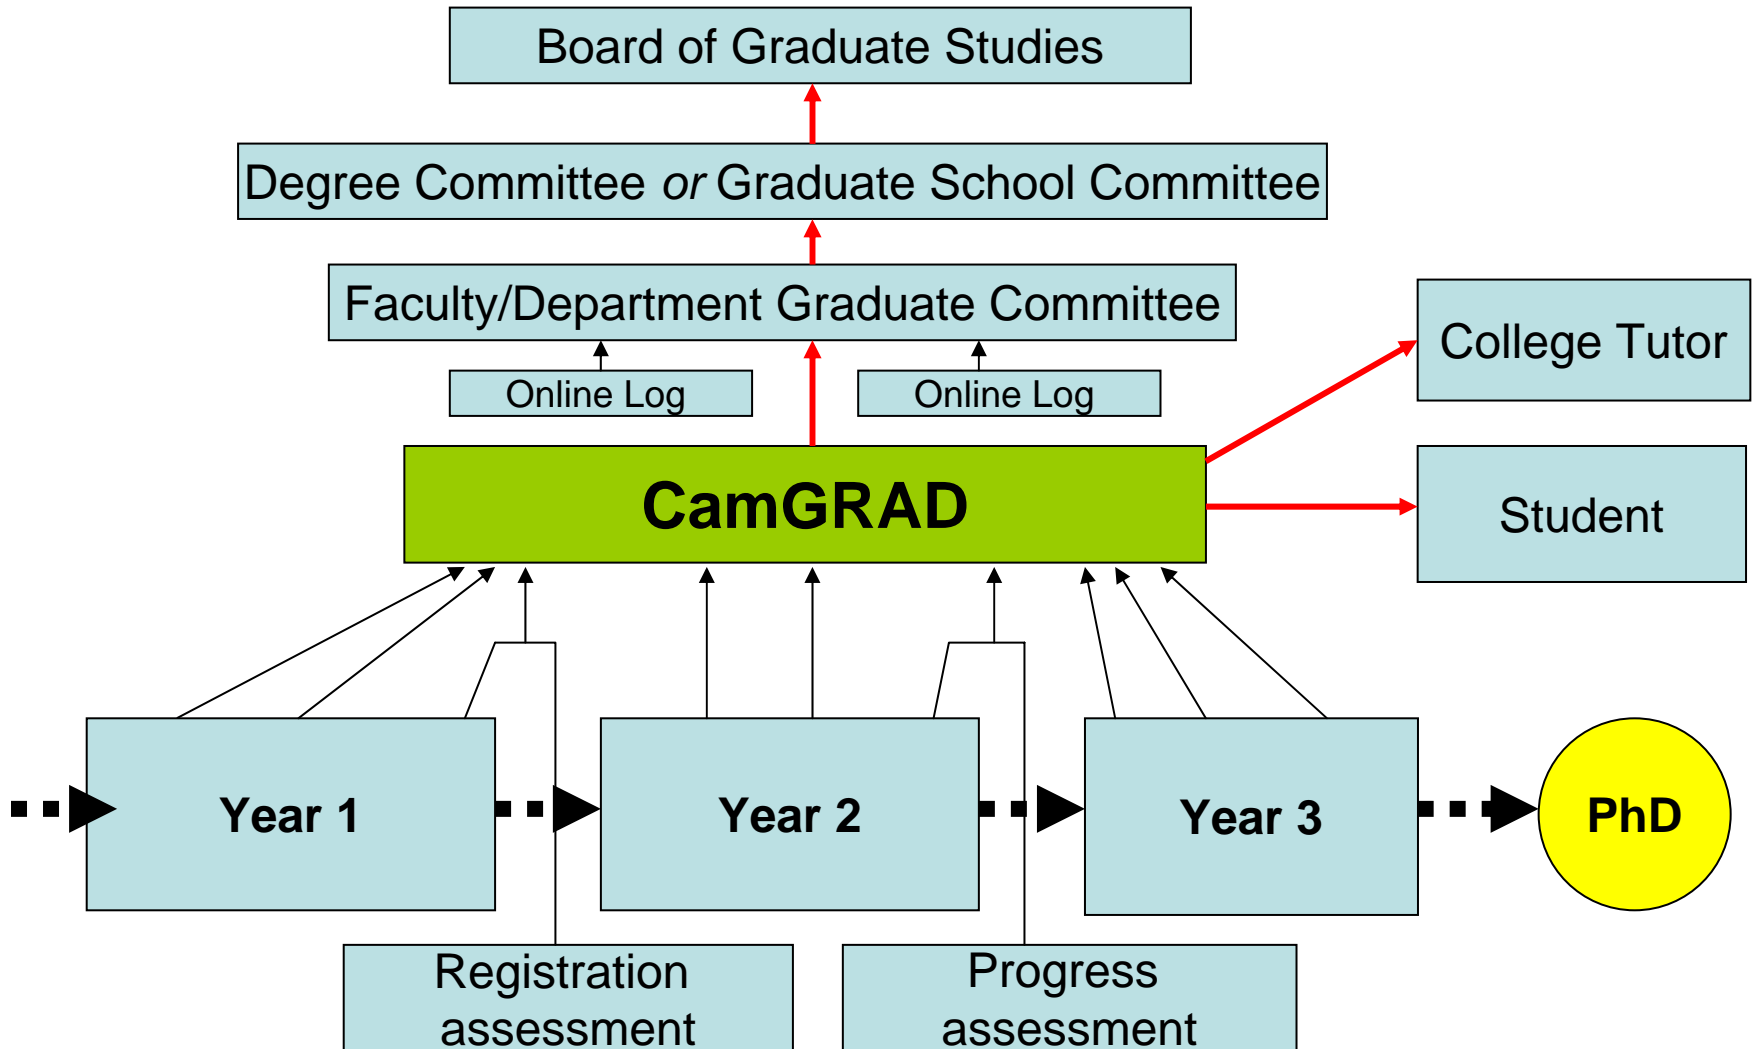 Board of Graduate Studies
Degree Committee or Graduate School Committee
Faculty/Department Graduate Committee
College Tutor
Online Log
Online Log
CamGRAD
Student
Year 1
Year 2
Year 3
PhD
Registration
assessment
Progress
assessment